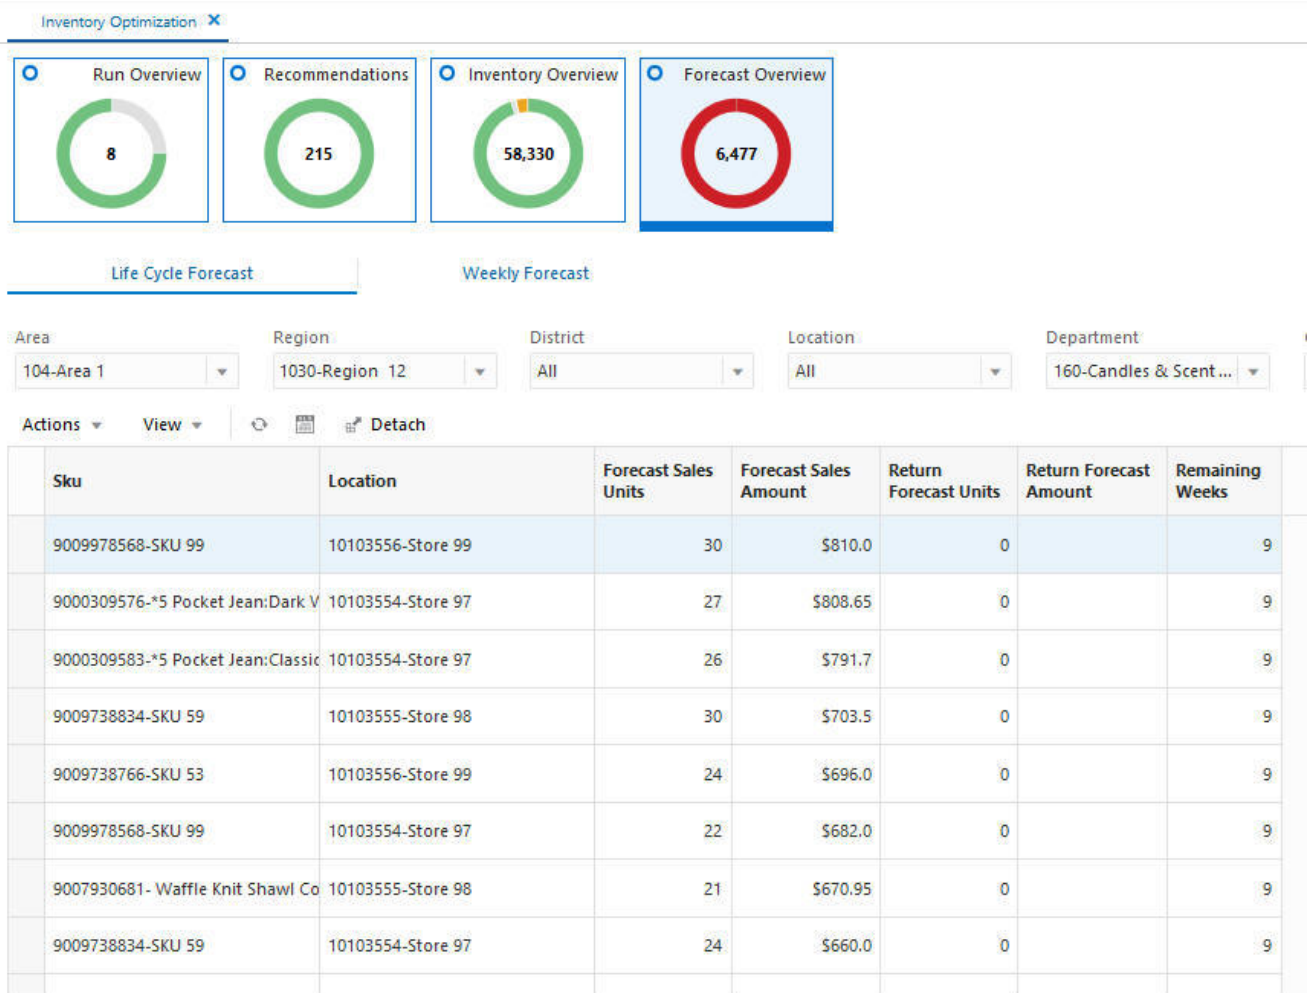 Inventory Optimization ×
Run Overview
8
Recommendations
215
Inventory Overview
58,330
Forecast Overview
6,477
Life Cycle Forecast Weekly Forecast
Area Region District Location Department
104-Area 1 1030-Region 12 All All 160-Candles & Scent ...
Actions View Detach
Sku Location Forecast Sales Units Forecast Sales Amount Return Forecast Units Return Forecast Amount Remaining Weeks
9009978568-SKU 99 10103556-Store 99 30 $810.0 0 9
9000309576-*5 Pocket Jean:Dark 10103554-Store 97 27 $808.65 0 9
9000309583-*5 Pocket Jean:Classic 10103554-Store 97 26 $791.7 0 9
9009738834-SKU 59 10103555-Store 98 30 $703.5 0 9
9009738766-SKU 53 10103556-Store 99 24 $696.0 0 9
9009978568-SKU 99 10103554-Store 97 22 $682.0 0 9
9007930681- Waffle Knit Shawl Co 10103555-Store 98 21 $670.95 0 9
9009738834-SKU 59 10103554-Store 97 24 $660.0 0 9